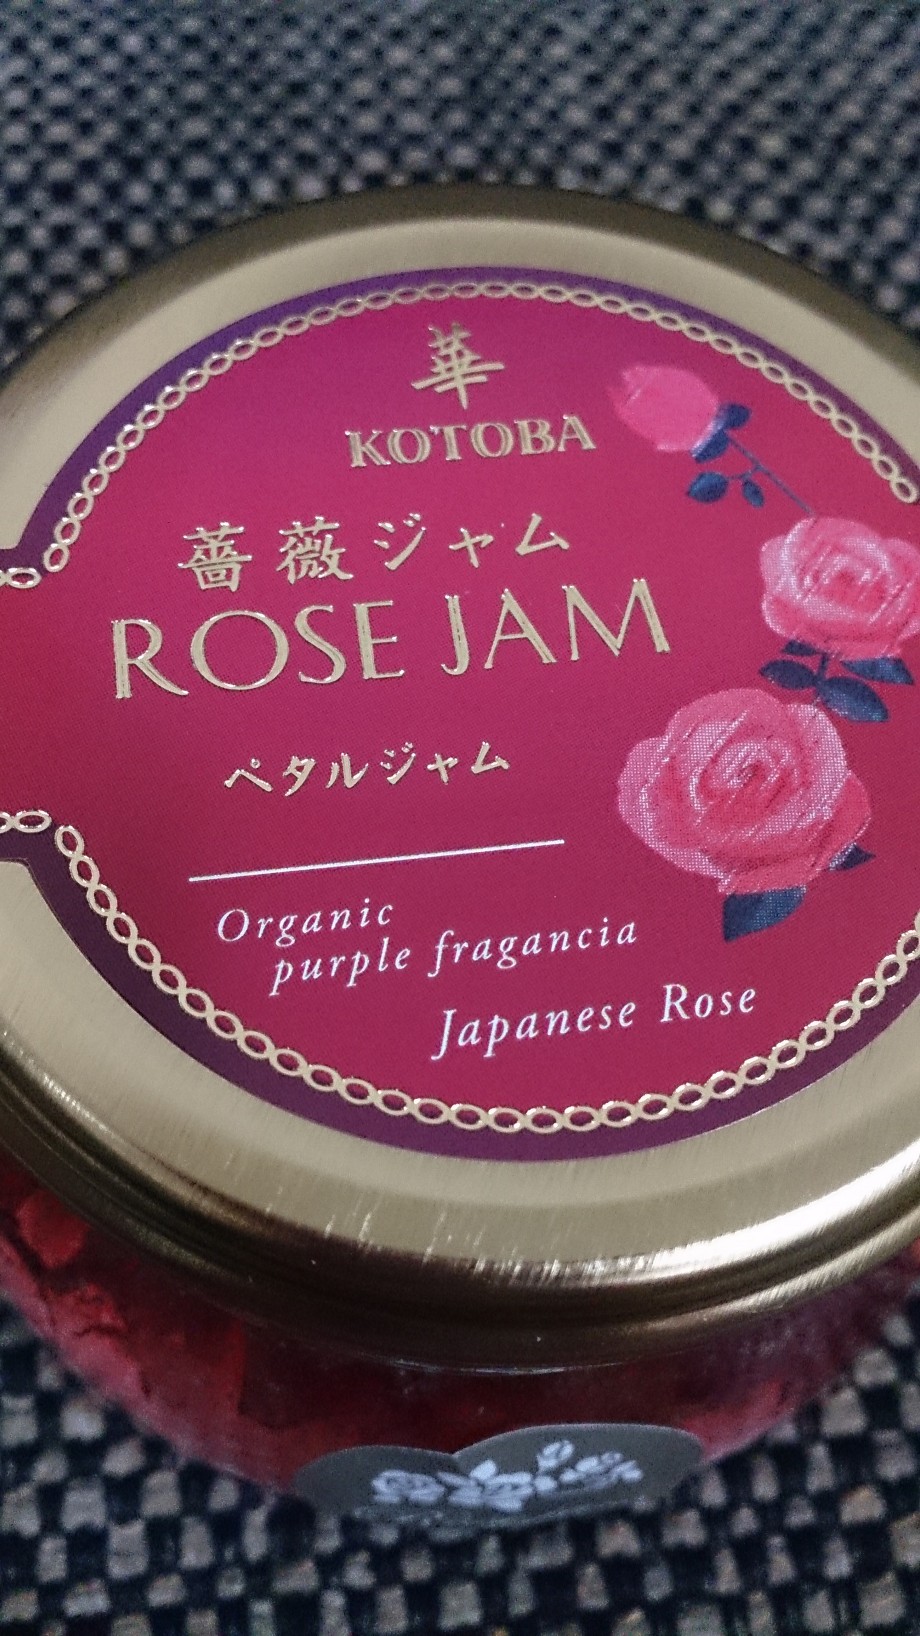 華
KOTOBA
薔薇ジャム
ROSE JAM
ペタルジャム
Organic
purple fragancia
Japanese Rose